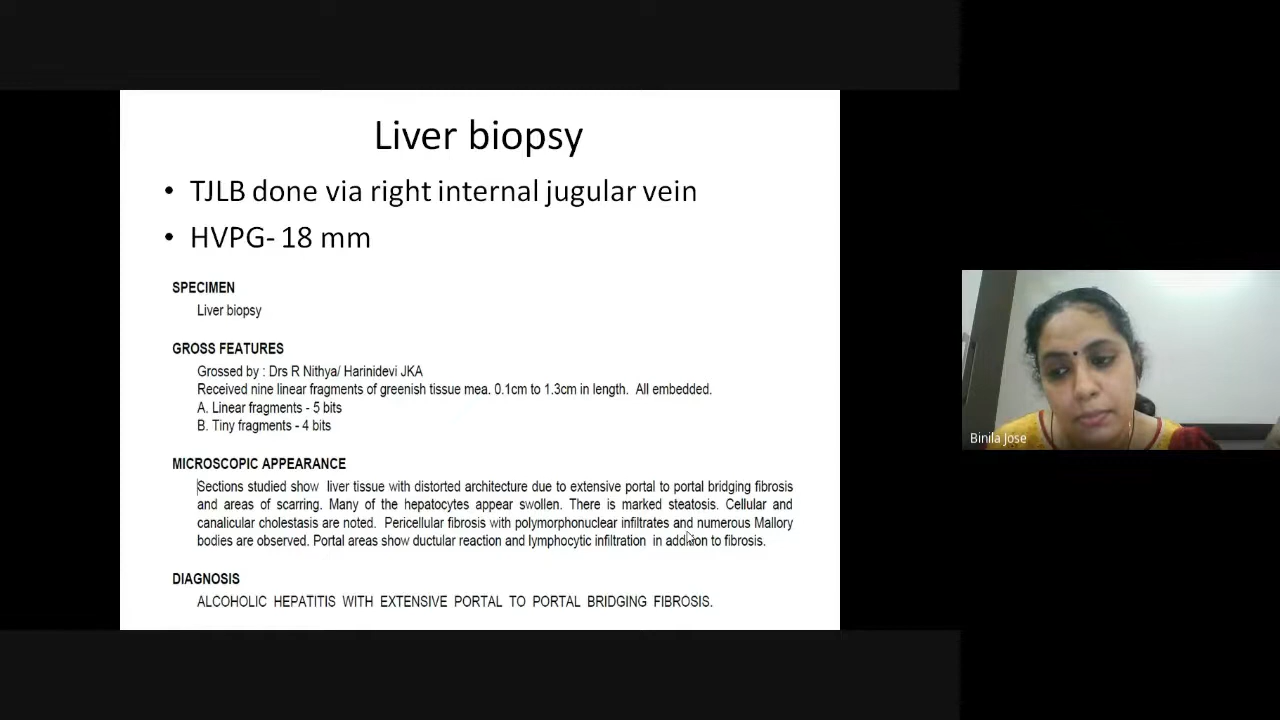 Liver biopsy
• TJLB done via right internal jugular vein
• HVPG- 18 mm
SPECIMEN
Liver biopsy
GROSS FEATURES
Grossed by : Drs R Nithya/ Harinidevi JKA
Received nine linear fragments of greenish tissue mea. 0.1cm to 1.3cm in length. All embedded.
A. Linear fragments - 5 bits
B. Tiny fragments - 4 bits
MICROSCOPIC APPEARANCE
Sections studied show liver tissue with distorted architecture due to extensive portal to portal bridging fibrosis
and areas of scarring. Many of the hepatocytes appear swollen. There is marked steatosis. Cellular and
canalicular cholestasis are noted. Pericellular fibrosis with polymorphonuclear infiltrates and numerous Mallory
bodies are observed. Portal areas show ductular reaction and lymphocytic infiltration in addition to fibrosis.
DIAGNOSIS
ALCOHOLIC HEPATITIS WITH EXTENSIVE PORTAL TO PORTAL BRIDGING FIBROSIS.
Binila Jose